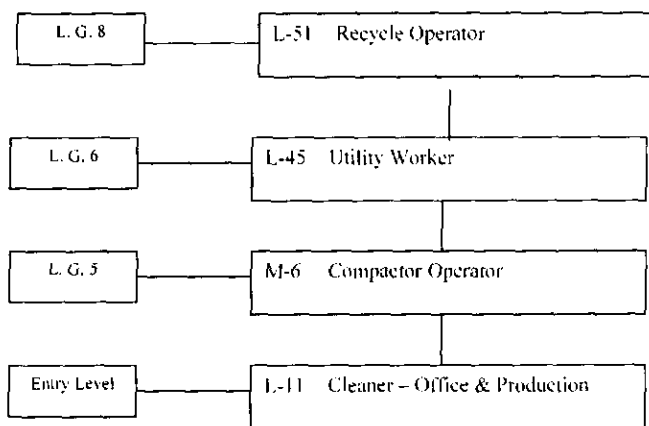 L. G. 8 L-51 Recycle Operator
L. G. 6 L-45 Utility Worker
L. G. 5 M-6 Compactor Operator
Entry Level L-11 Cleaner – Office & Production